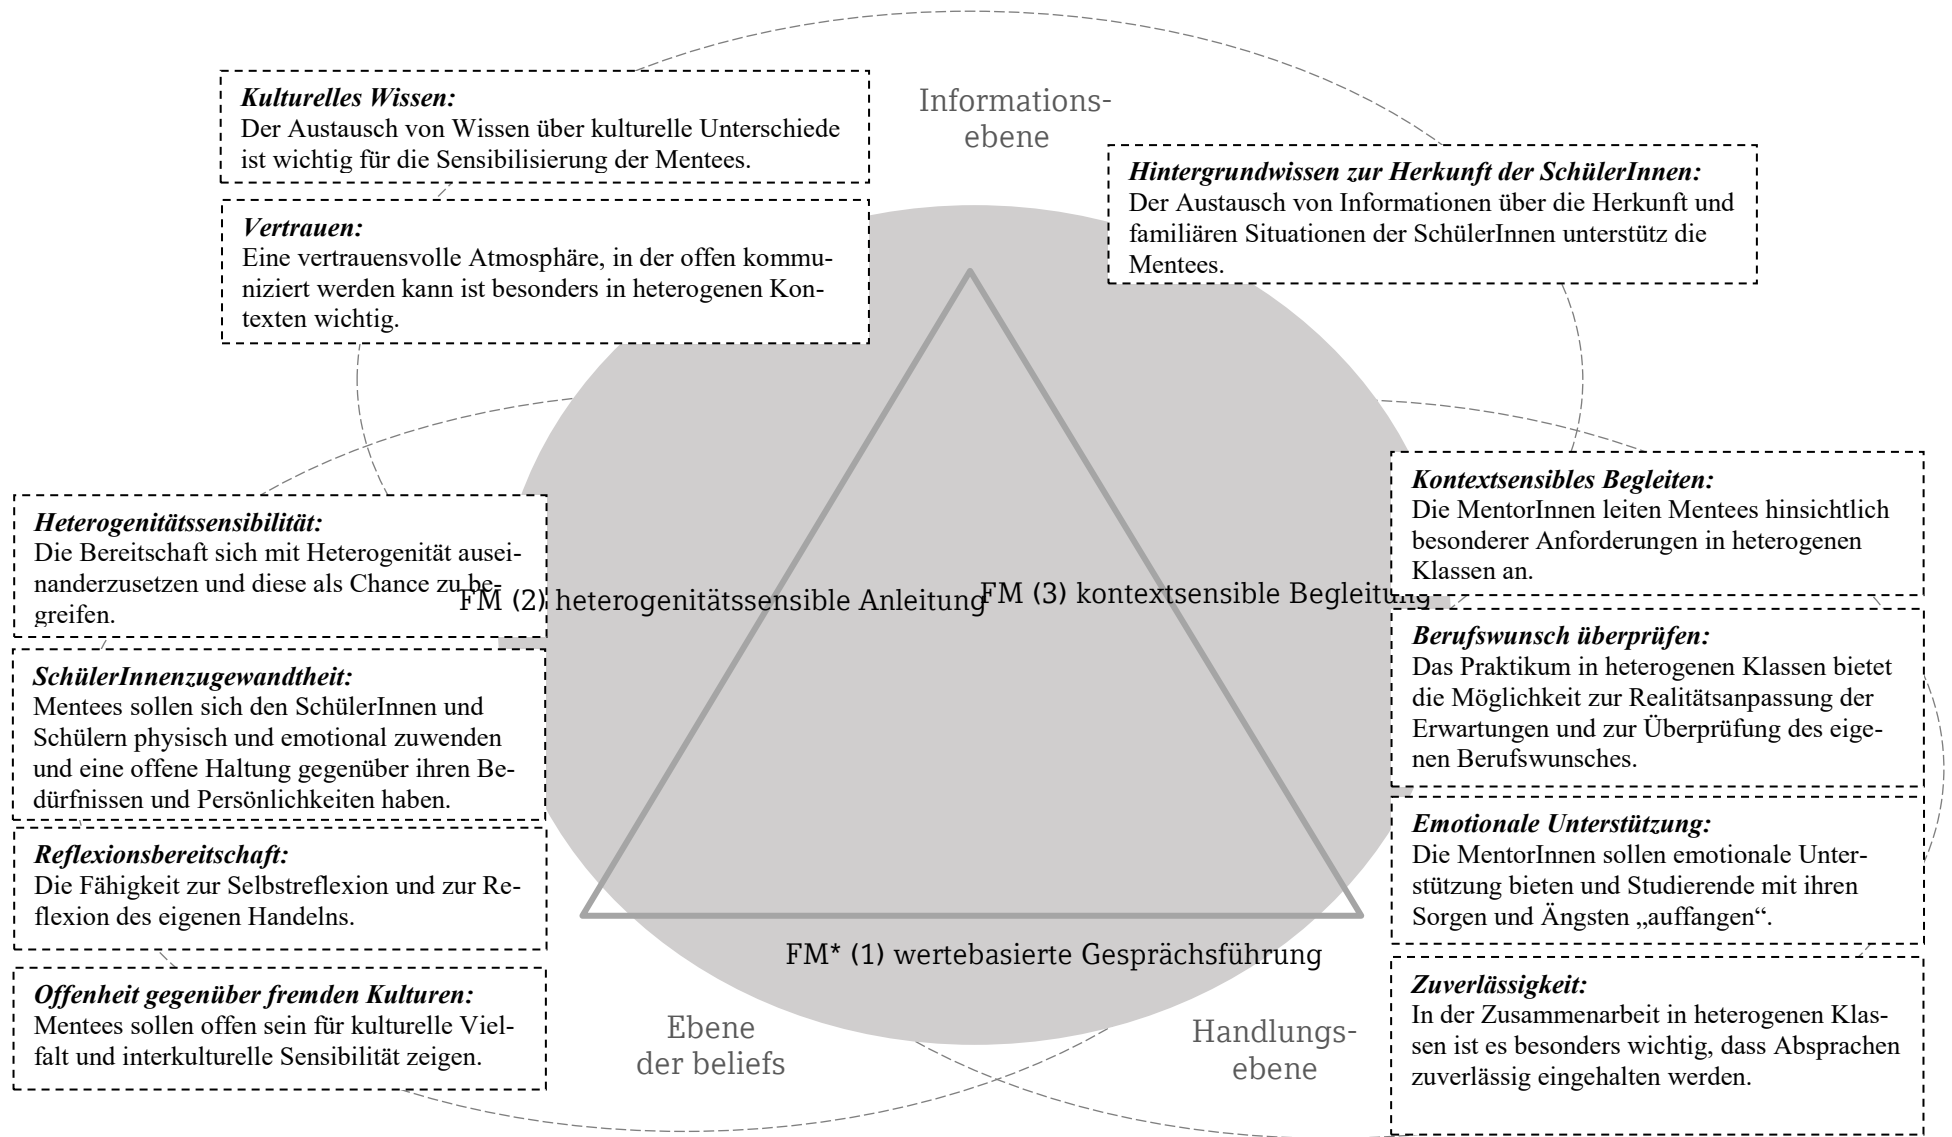 Kulturelles Wissen:
Der Austausch von Wissen über kulturelle Unterschiede
ist wichtig für die Sensibilisierung der Mentees.
Informations-
ebene
Hintergrundwissen zur Herkunft der SchülerInnen:
Der Austausch von Informationen über die Herkunft und
familiären Situationen der SchülerInnen unterstütz die
Mentees.
Vertrauen:
Eine vertrauensvolle Atmosphäre, in der offen kommu-
niziert werden kann ist besonders in heterogenen Kon-
texten wichtig.
Heterogenitätssensibilität:
Die Bereitschaft sich mit Heterogenität ausei-
nanderzusetzen und diese als Chance zu be-
greifen.
FM (2) heterogenitätssensible Anleitung
FM (3) kontextsensible Begleitung
Kontextsensibles Begleiten:
Die MentorInnen leiten Mentees hinsichtlich
besonderer Anforderungen in heterogenen
Klassen an.
SchülerInnenzugewandtheit:
Mentees sollen sich den SchülerInnen und
Schülern physisch und emotional zuwenden
und eine offene Haltung gegenüber ihren Be-
dürfnissen und Persönlichkeiten haben.
Berufswunsch überprüfen:
Das Praktikum in heterogenen Klassen bietet
die Möglichkeit zur Realitätsanpassung der
Erwartungen und zur Überprüfung des eige-
nen Berufswunsches.
Reflexionsbereitschaft:
Die Fähigkeit zur Selbstreflexion und zur Re-
flexion des eigenen Handelns.
Emotionale Unterstützung:
Die MentorInnen sollen emotionale Unter-
stützung bieten und Studierende mit ihren
Sorgen und Ängsten „auffangen“.
FM* (1) wertebasierte Gesprächsführung
Offenheit gegenüber fremden Kulturen:
Mentees sollen offen sein für kulturelle Viel-
falt und interkulturelle Sensibilität zeigen.
Ebene
der beliefs
Handlungs-
ebene
Zuverlässigkeit:
In der Zusammenarbeit in heterogenen Klas-
sen ist es besonders wichtig, dass Absprachen
zuverlässig eingehalten werden.